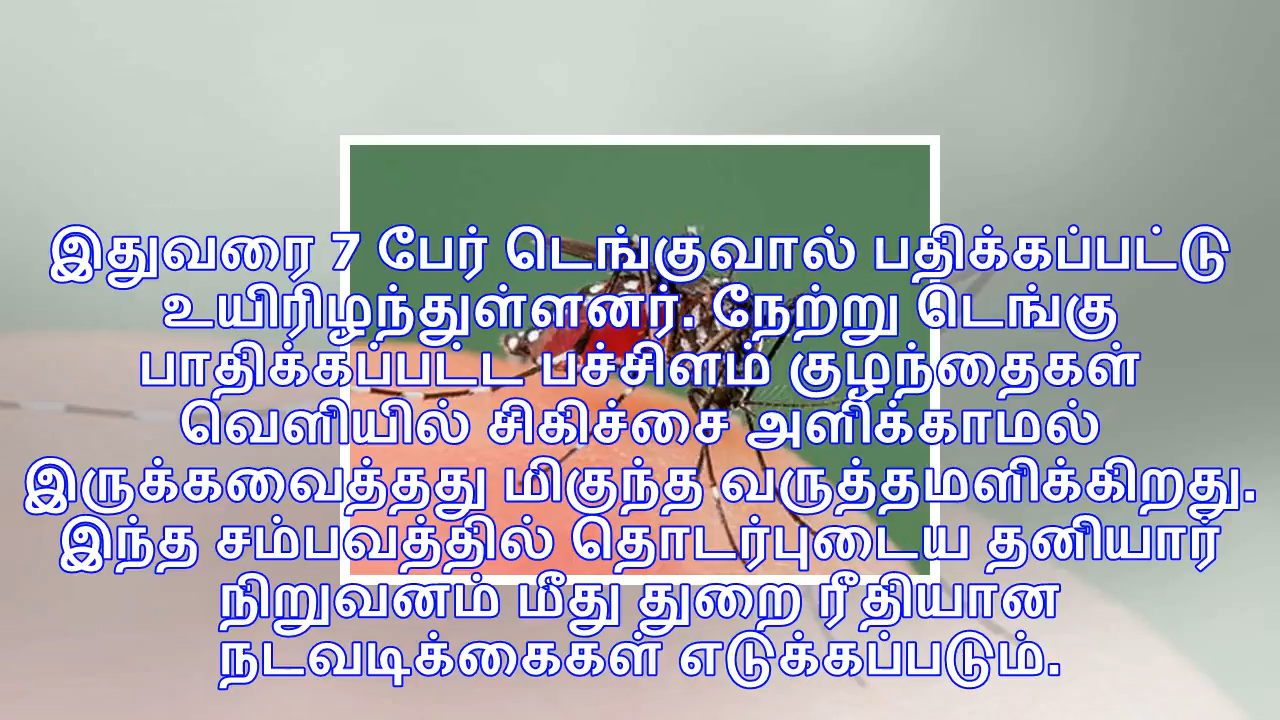 இதுவரை 7 பேர் டெங்குவால் பதிக்கப்பட்டு
உயிரிழந்துள்ளனர். நேற்று டெங்கு
பாதிக்கப்பட்ட பச்சிளம் குழந்தைகள்
வெளியில் சிகிச்சை அளிக்காமல்
இருக்கவைத்தது மிகுந்த வருத்தமளிக்கிறது.
இந்த சம்பவத்தில் தொடர்புடைய தனியார்
நிறுவனம் மீது துறை ரீதியான
நடவடிக்கைகள் எடுக்கப்படும்.